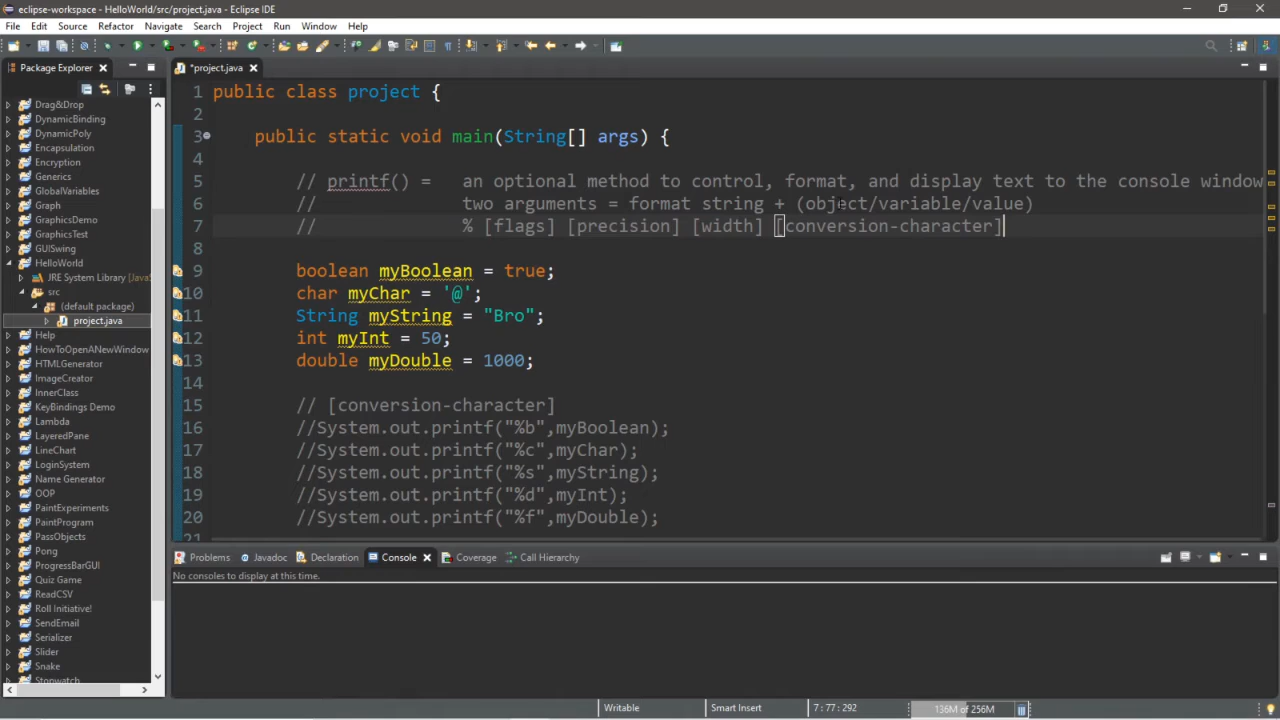 eclipse-workspace - HelloWorld/src/project.java - Eclipse IDE
File Edit Source Refactor Navigate Search Project Run Window Help
Package Explorer
*project.java
Drag&Drop
DynamicBinding
DynamicPoly
Encapsulation
Encryption
Generics
GlobalVariables
Graph
GraphicsDemo
GUISwing
HelloWorld
JRE System Library [Java
src
(default package)
project.java
Help
HowToOpenANewWindow
HTMLGenerator
ImageCreator
InnerClass
KeyBindings Demo
Lambda
LayeredPane
LineChart
LoginSystem
Name Generator
OOP
PaintExperiments
PaintProgram
PassObjects
Pong
ProgressBarGUI
Quiz Game
ReadCSV
Roll Initiative!
SendEmail
Serializer
Slider
Snake
Stopwatch
1 public class project {
2
3 public static void main(String[] args) {
4
5 // printf() = an optional method to control, format, and display text to the console window
6 // two arguments = format string + (object/variable/value)
7 // % [flags] [precision] [width] [conversion-character]
8
9 boolean myBoolean = true;
10 char myChar = '@';
11 String myString = "Bro";
12 int myInt = 50;
13 double myDouble = 1000;
14
15 // [conversion-character]
16 //System.out.printf("%b",myBoolean);
17 //System.out.printf("%c",myChar);
18 //System.out.printf("%s",myString);
19 //System.out.printf("%d",myInt);
20 //System.out.printf("%f",myDouble);
21
Problems Javadoc Declaration Console Coverage Call Hierarchy
No consoles to display at this time.
Writable Smart Insert 7 : 77 : 292 136M of 256M